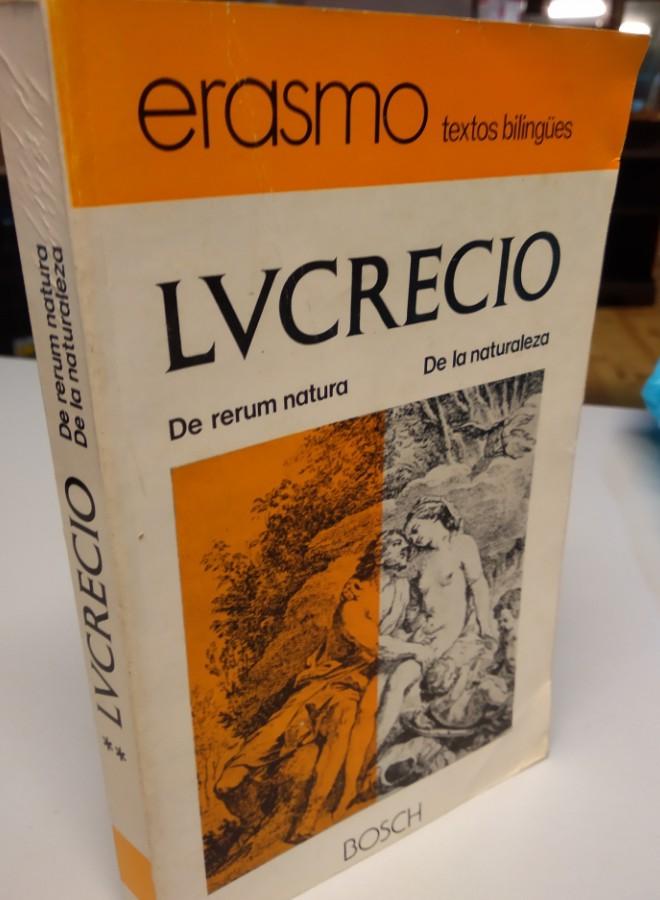 erasmo textos bilingües
LVCRECIO
De rerum natura
De la naturaleza
BOSCH
De rerum natura
De la naturaleza
** LVCRECIO